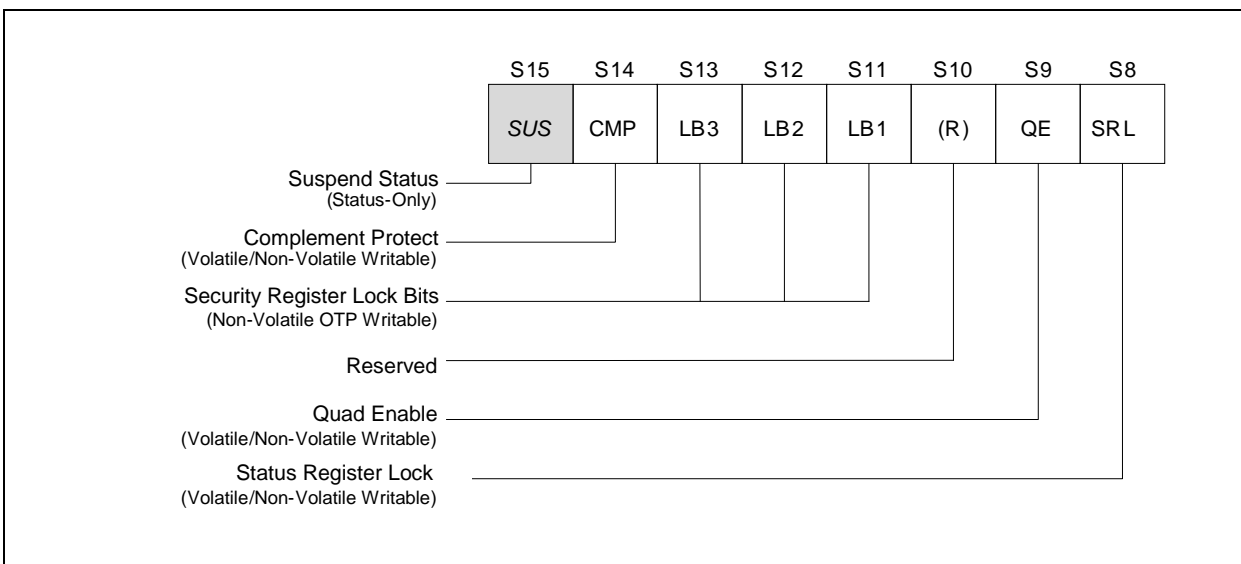 S15 S14 S13 S12 S11 S10 S9 S8
SUS CMP LB3 LB2 LB1 (R) QE SRL
Suspend Status
(Status-Only)
Complement Protect
(Volatile/Non-Volatile Writable)
Security Register Lock Bits
(Non-Volatile OTP Writable)
Reserved
Quad Enable
(Volatile/Non-Volatile Writable)
Status Register Lock
(Volatile/Non-Volatile Writable)